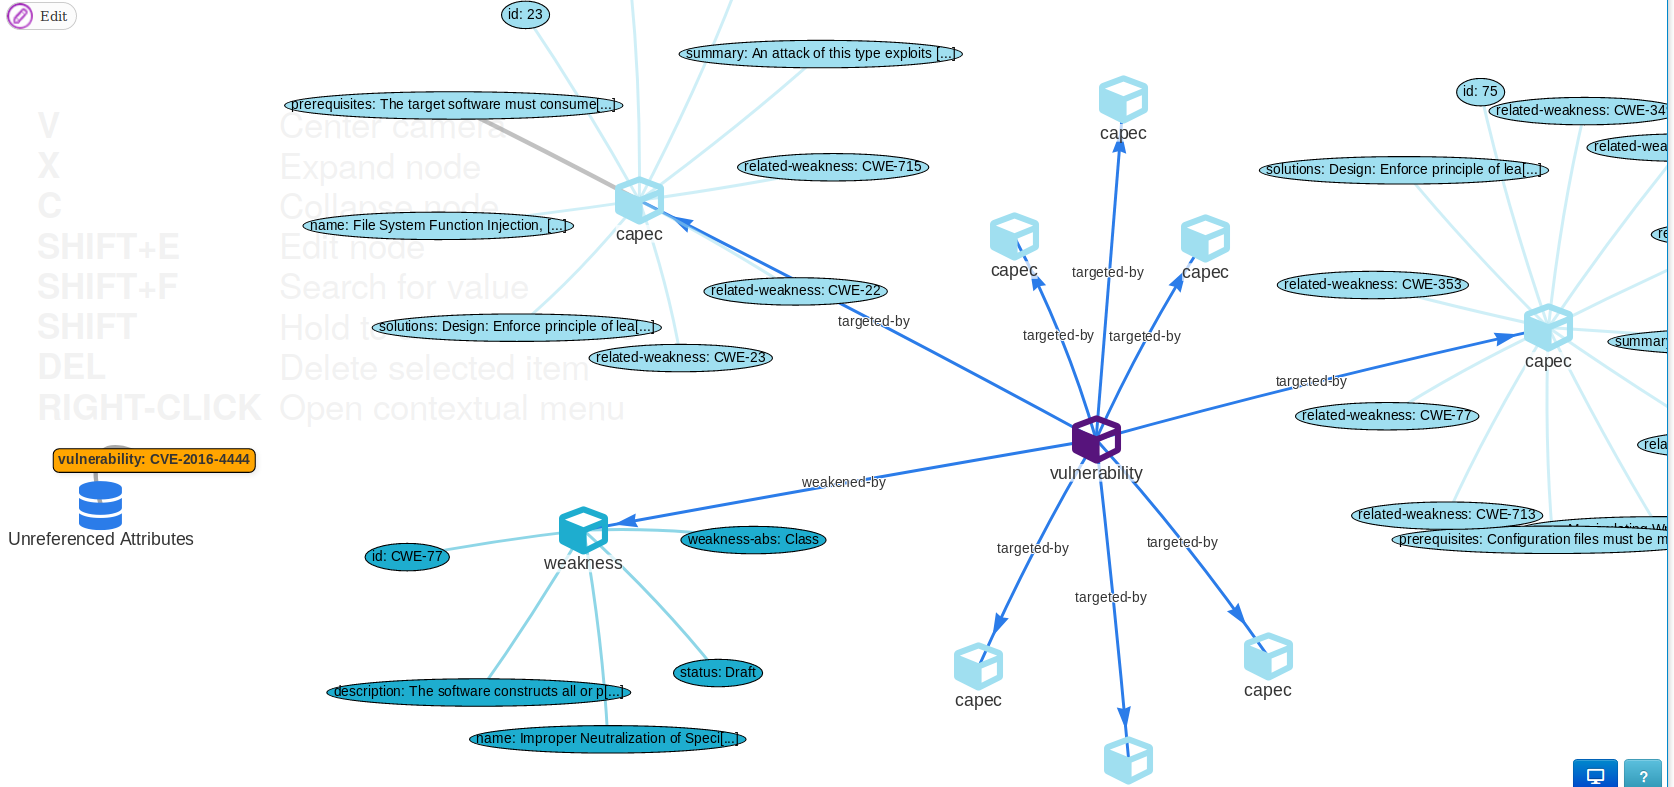 Edit
id: 23
summary: An attack of this type exploits [...]
prerequisites: The target software must consume[...]
related-weakness: CWE-715
capec
name: File System Function Injection, [...]
related-weakness: CWE-22
solutions: Design: Enforce principle of lea[...]
related-weakness: CWE-23
V Center camera
X Expand node
C Collapse node
SHIFT+E Edit node
SHIFT+F Search for value
SHIFT Hold
DEL Delete selected item
RIGHT-CLICK Open contextual menu
vulnerability: CVE-2016-4444
Unreferenced Attributes
capec
capec
capec
targeted-by
targeted-by
targeted-by
targeted-by
targeted-by
id: 75
related-weakness: CWE-34
related-wea
solutions: Design: Enforce principle of lea[...]
re
related-weakness: CWE-353
summar
capec
related-weakness: CWE-77
rela
related-weakness: CWE-713
prerequisites: Configuration files must be m
vulnerability
weakened-by
weakness-abs: Class
id: CWE-77
weakness
status: Draft
description: The software constructs all or p[...]
name: Improper Neutralization of Speci[...]
targeted-by
targeted-by
targeted-by
capec
capec
?